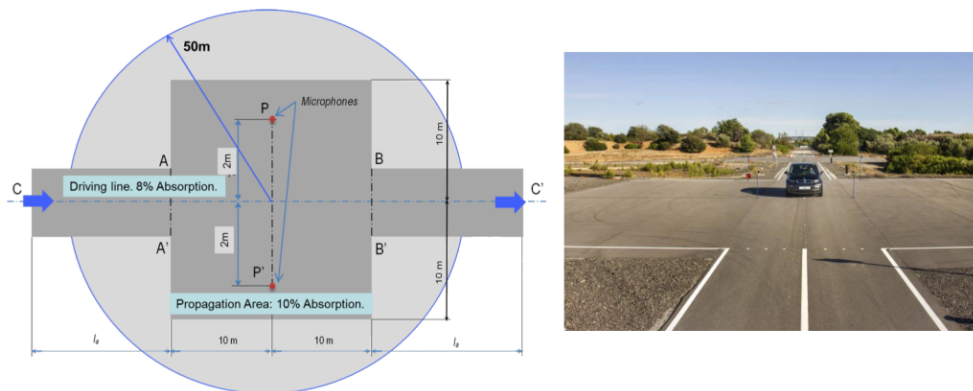 50m
P
Microphones
10 m
2m
A
B
Driving line. 8% Absorption.
C
C'
2m
A'
B'
10 m
P'
Propagation Area: 10% Absorption.
10 m
10 m